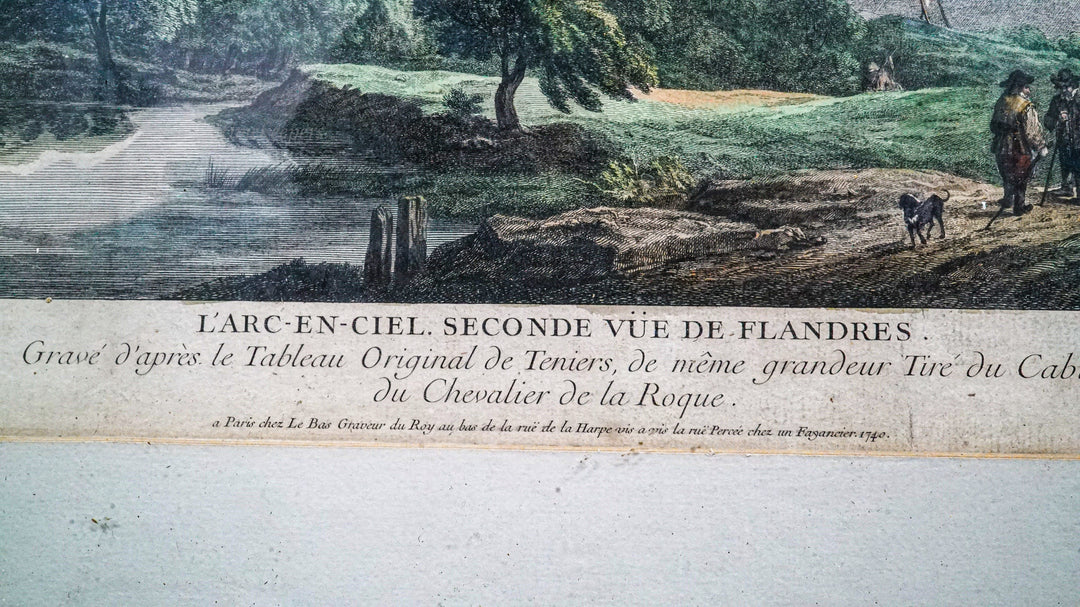 L'ARC-EN-CIEL. SECONDE VÜE DE FLANDRES.
Gravé d'après le Tableau Original de Teniers, de même grandeur Tiré du Cabi
du Chevalier de la Roque.
a Paris chez Le Bas Graveur du Roy au bas de la ruë de la Harpe vis a vis la ruë Percée chez un Fayancier. 1740.